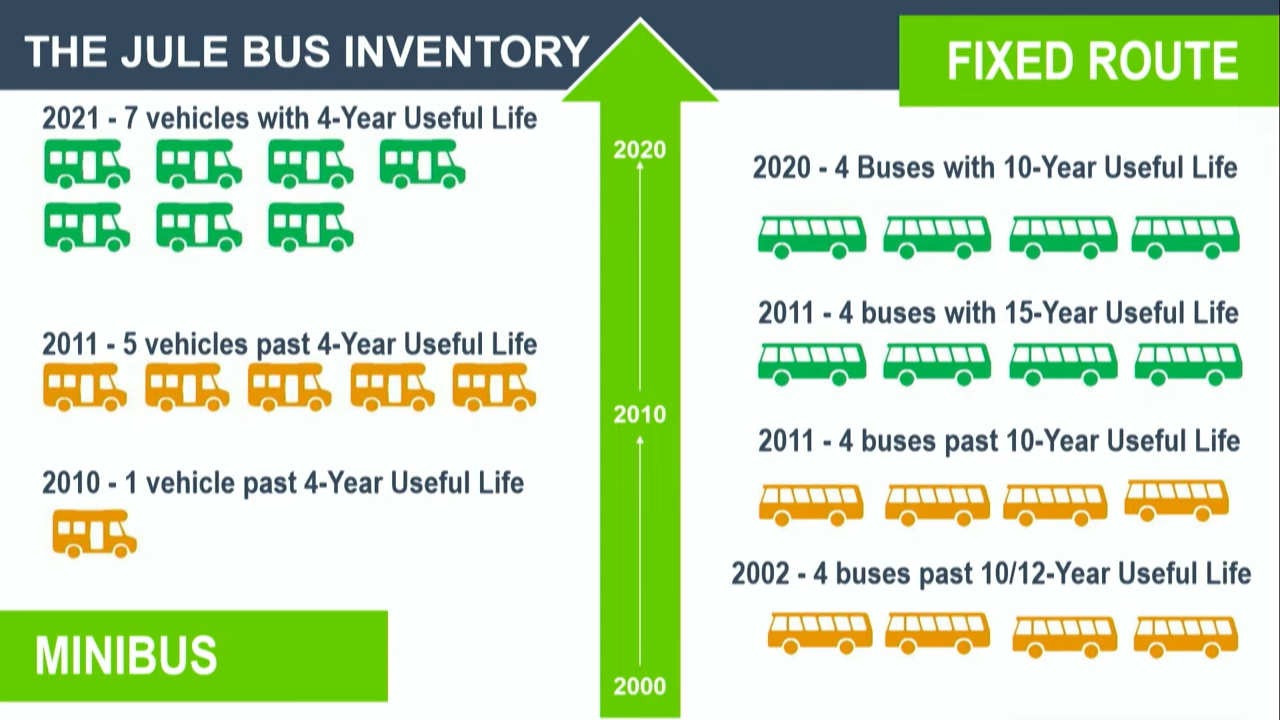 THE JULE BUS INVENTORY
FIXED ROUTE
2021 - 7 vehicles with 4-Year Useful Life
2011 - 5 vehicles past 4-Year Useful Life
2010 - 1 vehicle past 4-Year Useful Life
MINIBUS
2020
2010
2000
2020 - 4 Buses with 10-Year Useful Life
2011 - 4 buses with 15-Year Useful Life
2011 - 4 buses past 10-Year Useful Life
2002 - 4 buses past 10/12-Year Useful Life